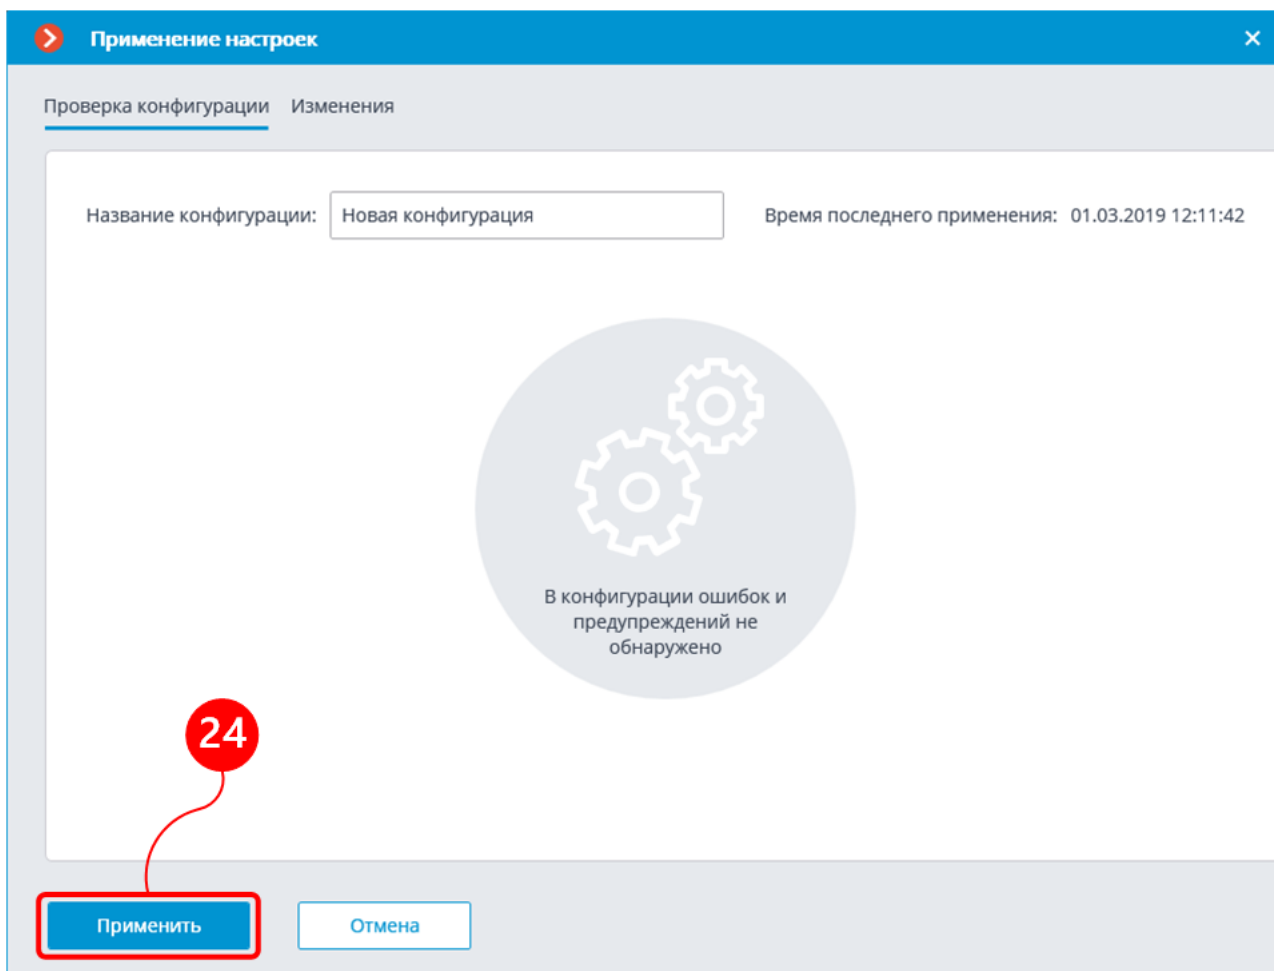 Применение настроек
Проверка конфигурации Изменения
Название конфигурации: Новая конфигурация Время последнего применения: 01.03.2019 12:11:42
В конфигурации ошибок и
предупреждений не
обнаружено
24
Применить Отмена